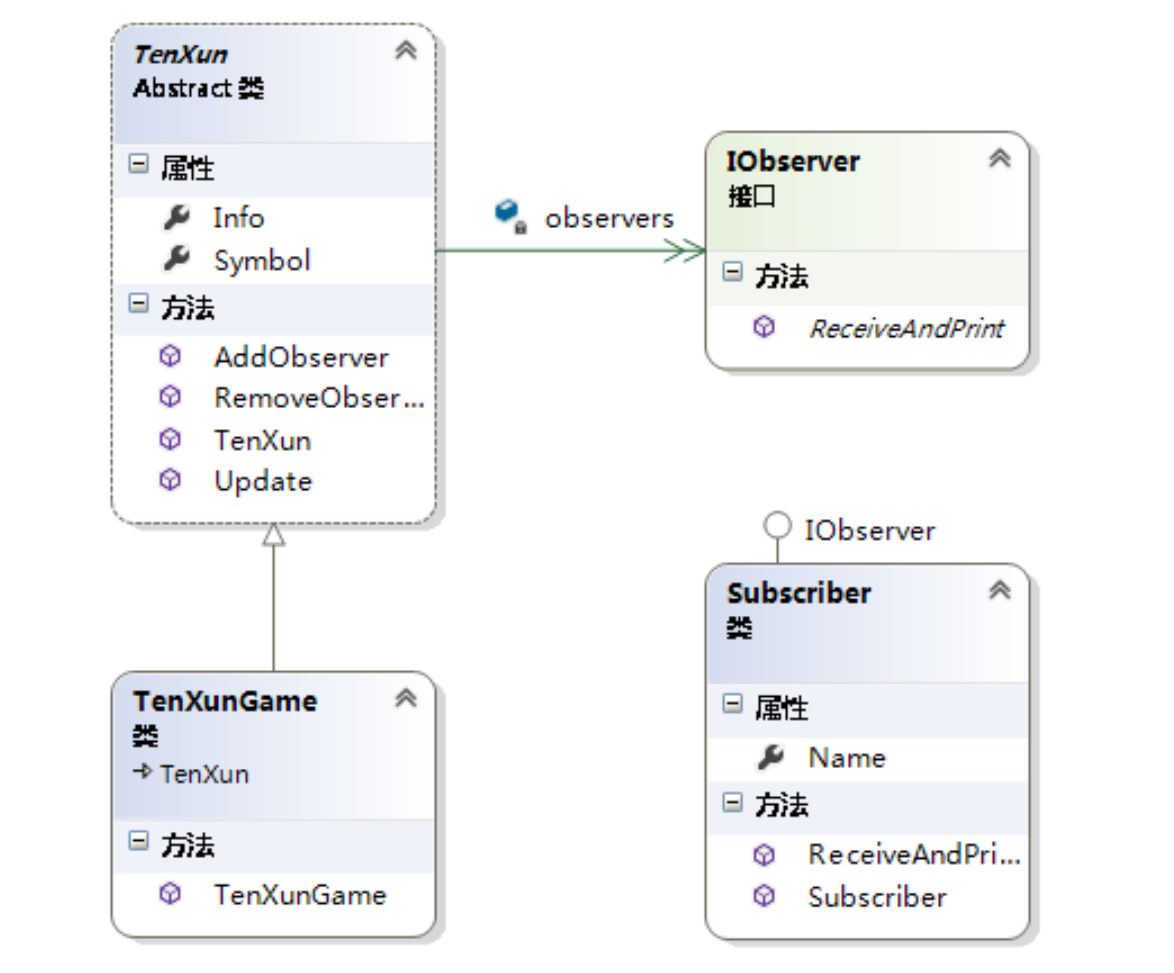 TenXun
Abstract 类
属性
Info
Symbol
方法
AddObserver
RemoveObser...
TenXun
Update
observers
IObserver
接口
方法
ReceiveAndPrint
TenXunGame
类
TenXun
方法
TenXunGame
IObserver
Subscriber
类
属性
Name
方法
ReceiveAndPri...
Subscriber